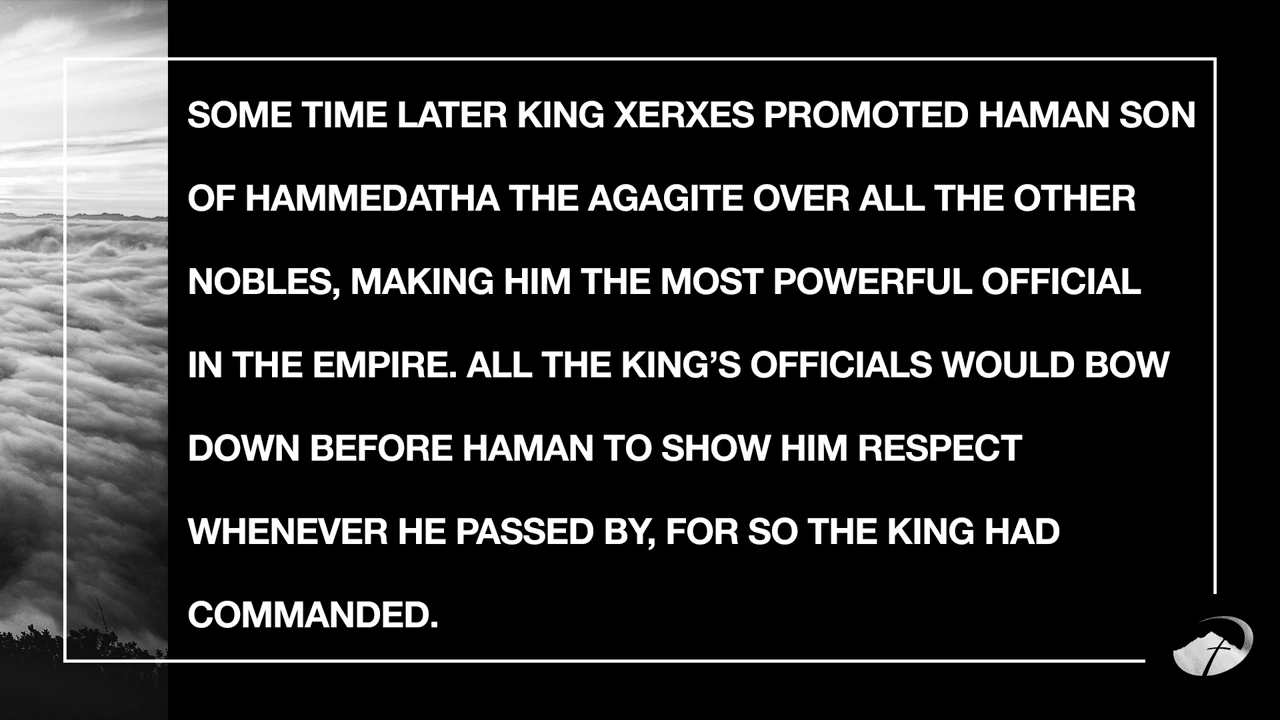 SOME TIME LATER KING XERXES PROMOTED HAMAN SON
OF HAMMEDATHA THE AGAGITE OVER ALL THE OTHER
NOBLES, MAKING HIM THE MOST POWERFUL OFFICIAL
IN THE EMPIRE. ALL THE KING’S OFFICIALS WOULD BOW
DOWN BEFORE HAMAN TO SHOW HIM RESPECT
WHENEVER HE PASSED BY, FOR SO THE KING HAD
COMMANDED.